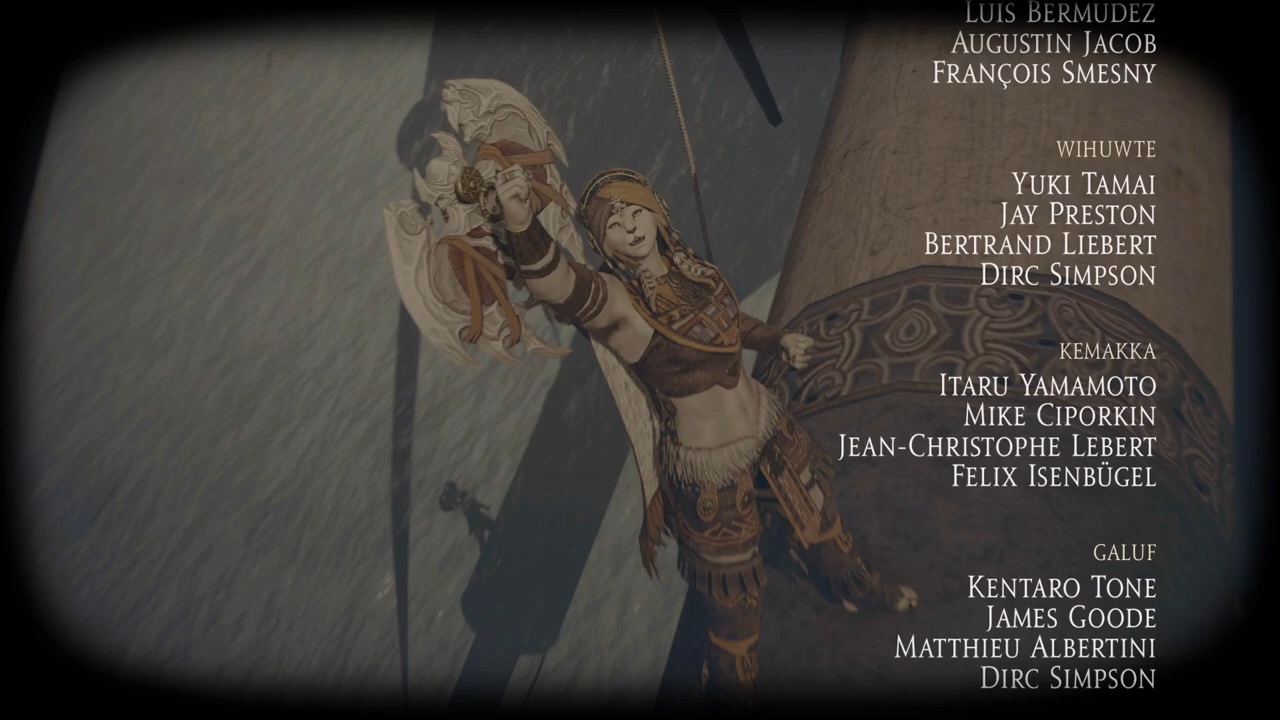 LUIS BERMUDEZ
AUGUSTIN JACOB
FRANÇOIS SMESNY
WIHUWTE
YUKI TAMAI
JAY PRESTON
BERTRAND LIEBERT
DIRC SIMPSON
KEMAKKA
ITARU YAMAMOTO
MIKE CIPORKIN
JEAN-CHRISTOPHE LEBERT
FELIX ISENBÜGEL
GALUF
KENTARO TONE
JAMES GOODE
MATTHIEU ALBERTINI
DIRC SIMPSON